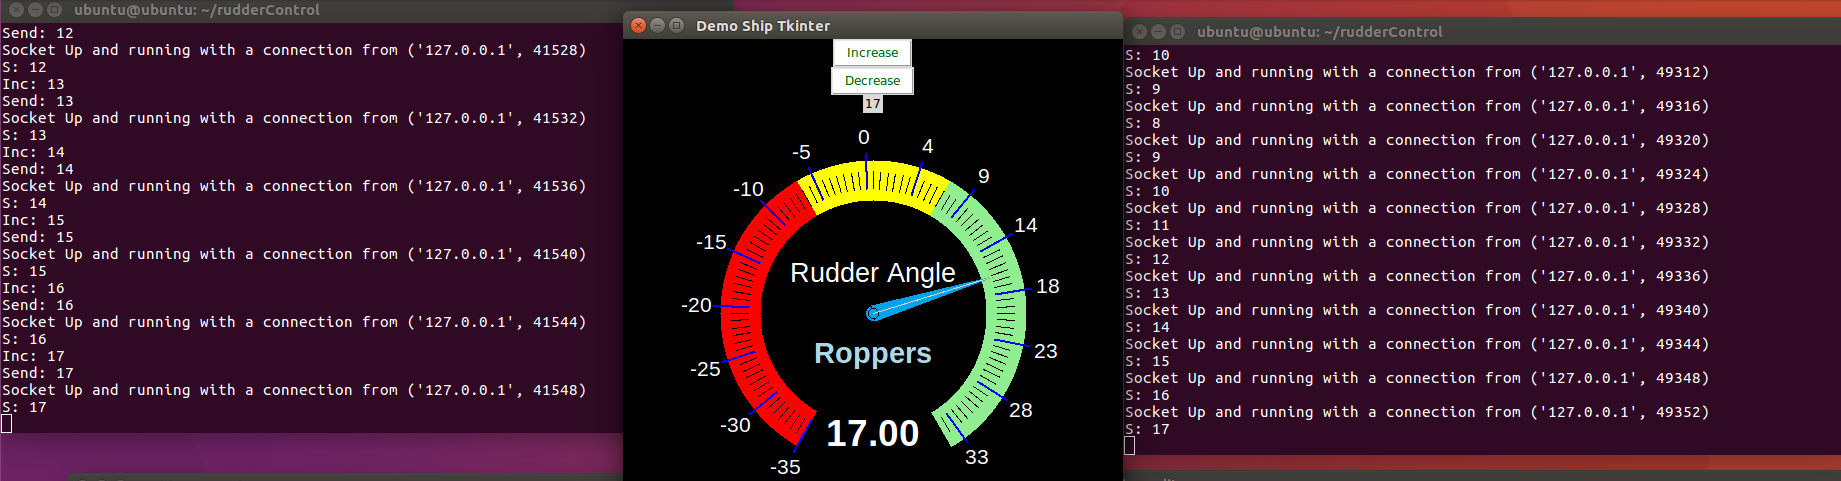 ubuntu@ubuntu: ~/rudderControl
Send: 12
Socket Up and running with a connection from ('127.0.0.1', 41528)
S: 12
Inc: 13
Send: 13
Socket Up and running with a connection from ('127.0.0.1', 41532)
S: 13
Inc: 14
Send: 14
Socket Up and running with a connection from ('127.0.0.1', 41536)
S: 14
Inc: 15
Send: 15
Socket Up and running with a connection from ('127.0.0.1', 41540)
S: 15
Inc: 16
Send: 16
Socket Up and running with a connection from ('127.0.0.1', 41544)
S: 16
Inc: 17
Send: 17
Socket Up and running with a connection from ('127.0.0.1', 41548)
S: 17
Demo Ship Tkinter
Increase
Decrease
17
0
-5
4
-10
9
-15
14
Rudder Angle
-20
18
Roppers
-25
23
-30
28
17.00
-35
33
ubuntu@ubuntu: ~/rudderControl
S: 10
Socket Up and running with a connection from ('127.0.0.1', 49312)
S: 9
Socket Up and running with a connection from ('127.0.0.1', 49316)
S: 8
Socket Up and running with a connection from ('127.0.0.1', 49320)
S: 9
Socket Up and running with a connection from ('127.0.0.1', 49324)
S: 10
Socket Up and running with a connection from ('127.0.0.1', 49328)
S: 11
Socket Up and running with a connection from ('127.0.0.1', 49332)
S: 12
Socket Up and running with a connection from ('127.0.0.1', 49336)
S: 13
Socket Up and running with a connection from ('127.0.0.1', 49340)
S: 14
Socket Up and running with a connection from ('127.0.0.1', 49344)
S: 15
Socket Up and running with a connection from ('127.0.0.1', 49348)
S: 16
Socket Up and running with a connection from ('127.0.0.1', 49352)
S: 17